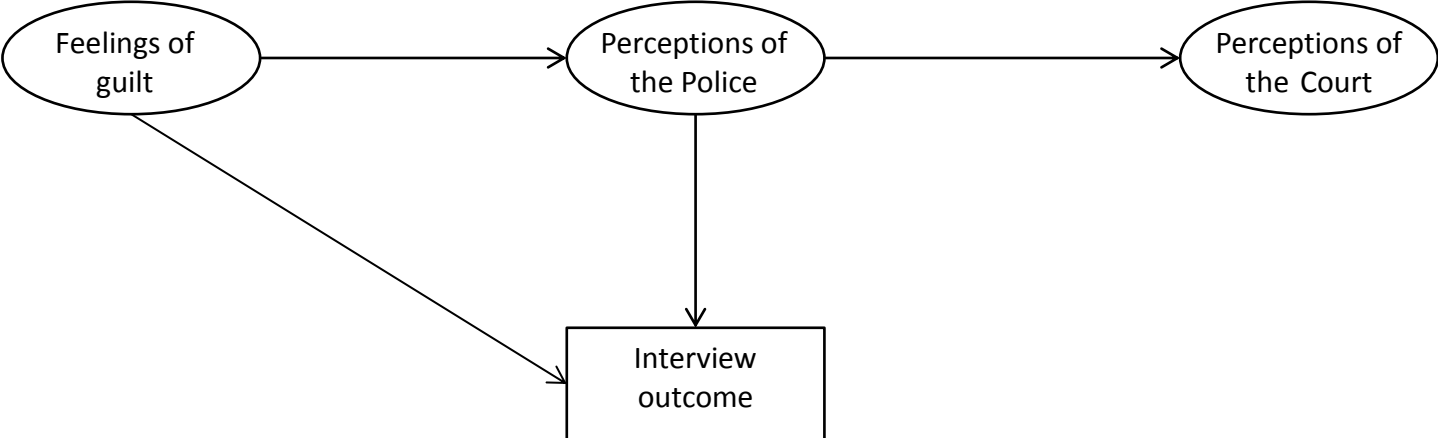 Feelings of
guilt
Perceptions of
the Police
Perceptions of
the Court
Interview
outcome